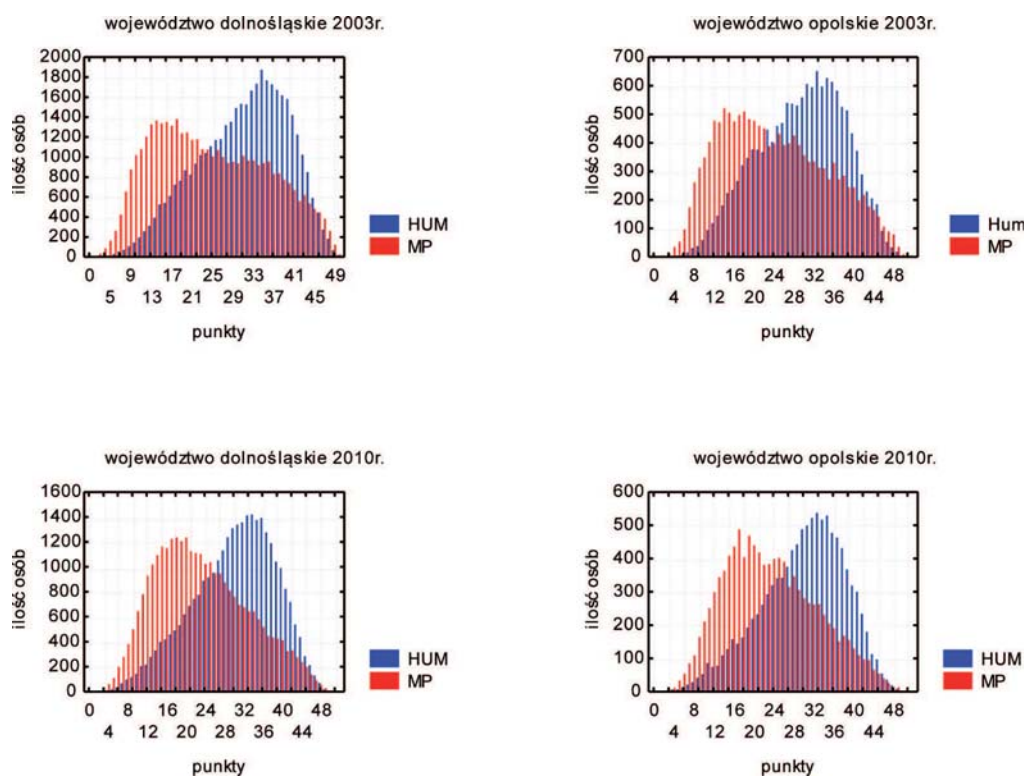 województwo dolnośląskie 2003r.
2000
1800
1600
1400
1200
1000
800
600
400
200
0
ilość osób
0 9 17 25 33 41 49
5 13 21 29 37 45
punkty
HUM
MP
województwo opolskie 2003r.
700
600
500
400
300
200
100
0
ilość osób
0 8 16 24 32 40 48
4 12 20 28 36 44
punkty
Hum
MP
województwo dolnośląskie 2010r.
1600
1400
1200
1000
800
600
400
200
0
ilość osób
0 8 16 24 32 40 48
4 12 20 28 36 44
punkty
HUM
MP
województwo opolskie 2010r.
600
500
400
300
200
100
0
ilość osób
0 8 16 24 32 40 48
4 12 20 28 36 44
punkty
HUM
MP